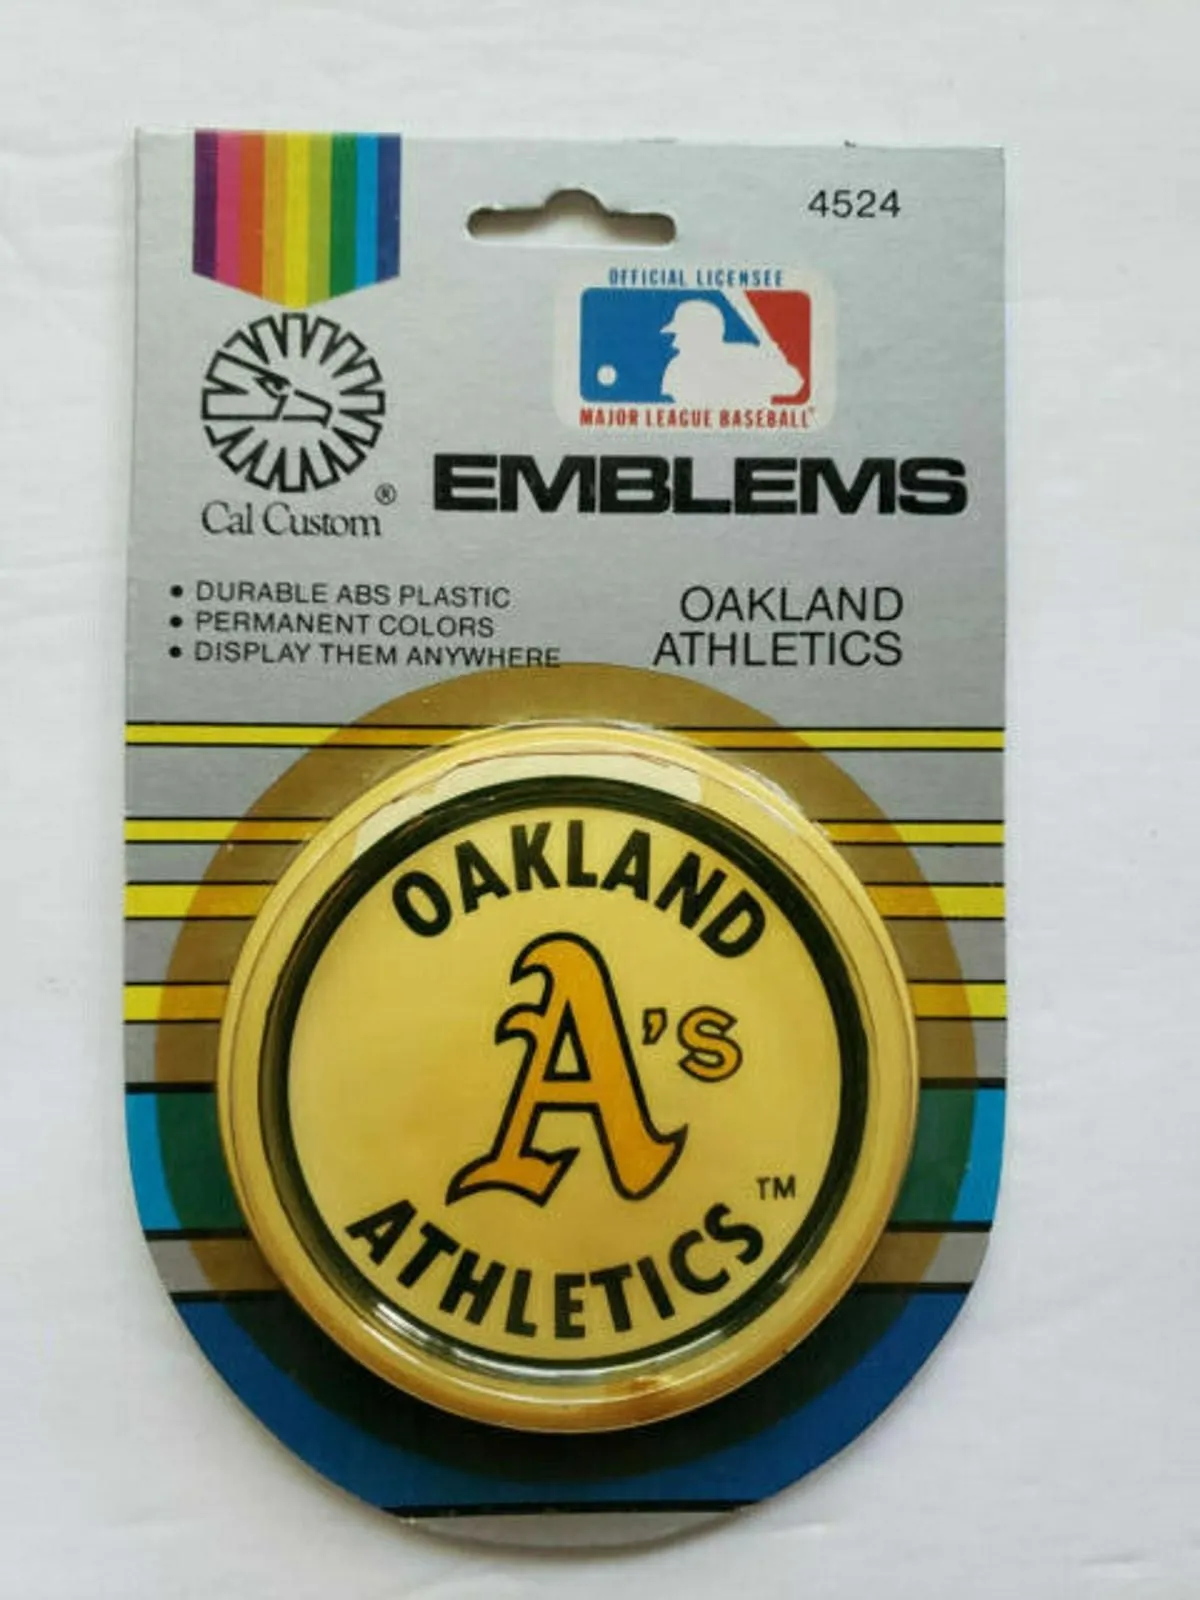 4524
OFFICIAL LICENSEE
MAJOR LEAGUE BASEBALL
EMBLEMS
Cal Custom®
• DURABLE ABS PLASTIC
• PERMANENT COLORS
• DISPLAY THEM ANYWHERE
OAKLAND
ATHLETICS
OAKLAND
A's
TM
ATHLETICS